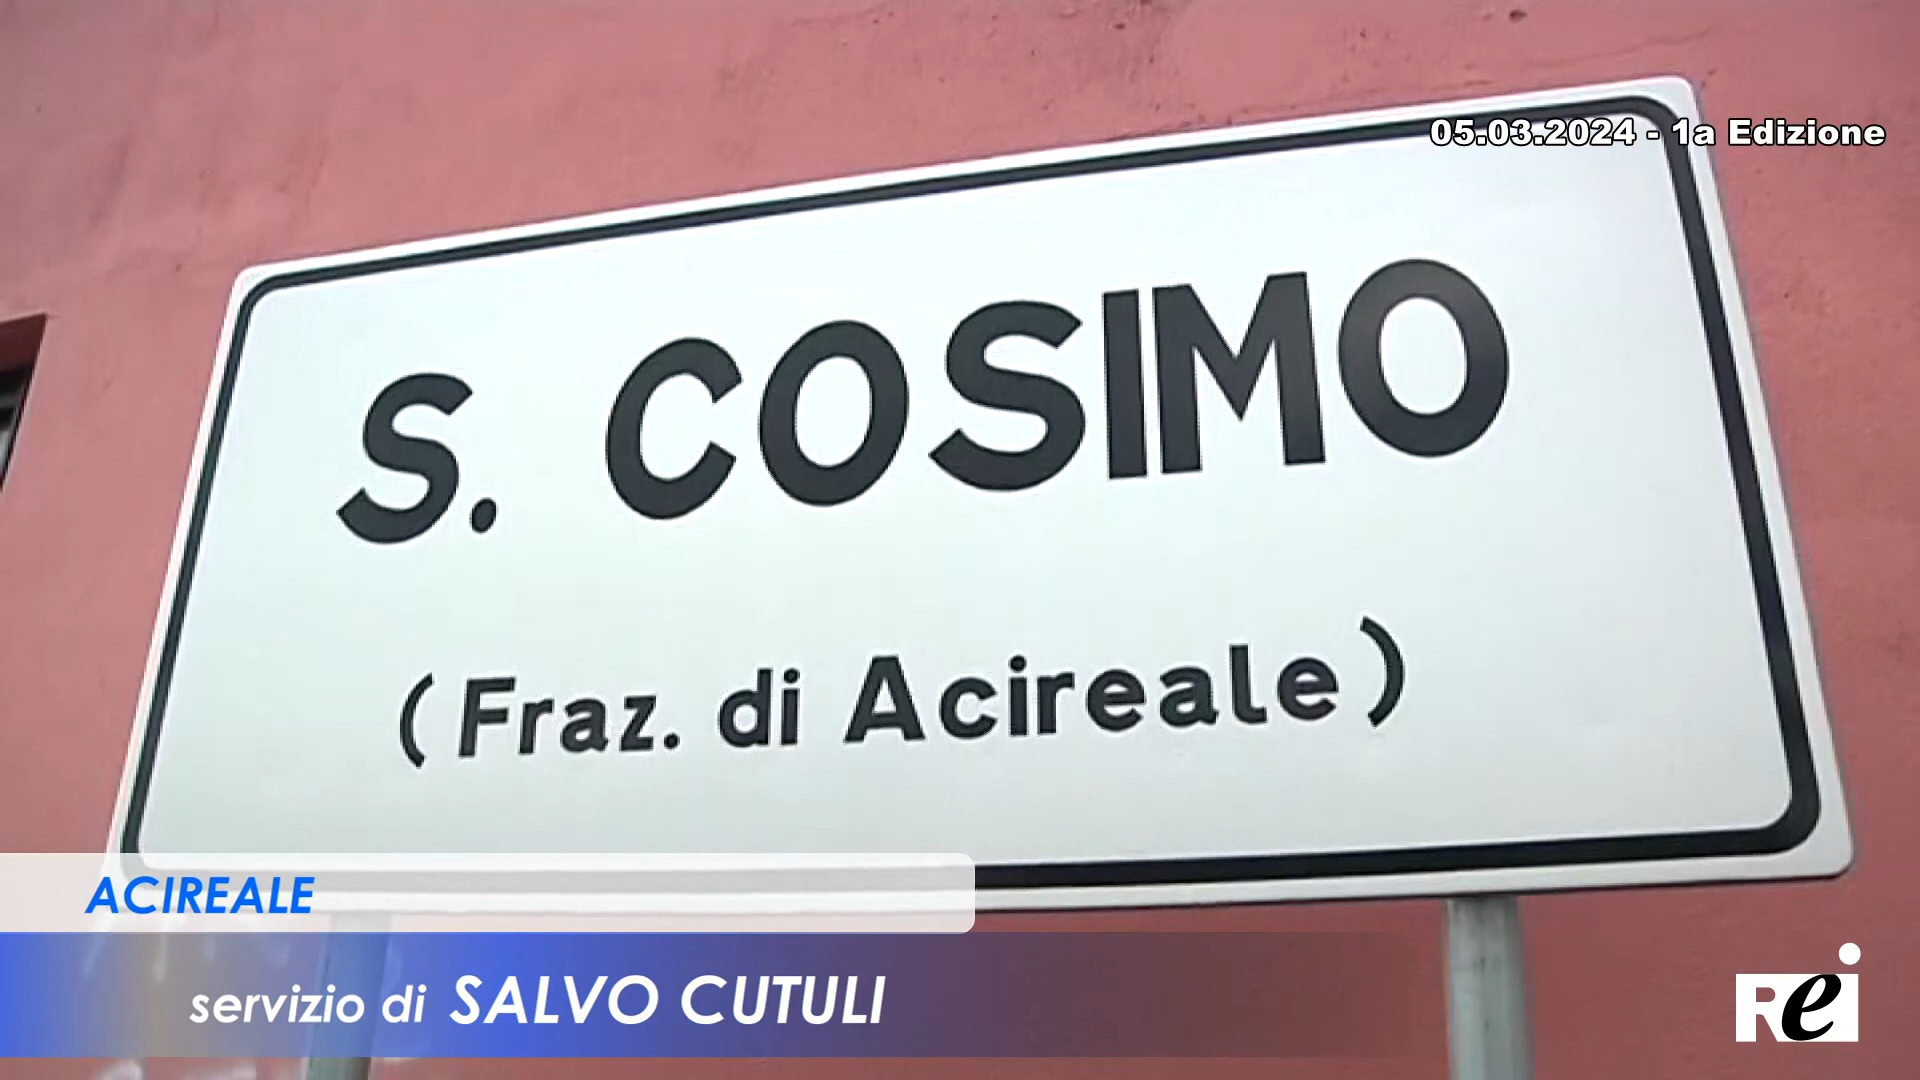 05.03.2024 - 1a Edizione
S. COSIMO
(Fraz. di Acireale)
ACIREALE
servizio di SALVO CUTULI
Rei